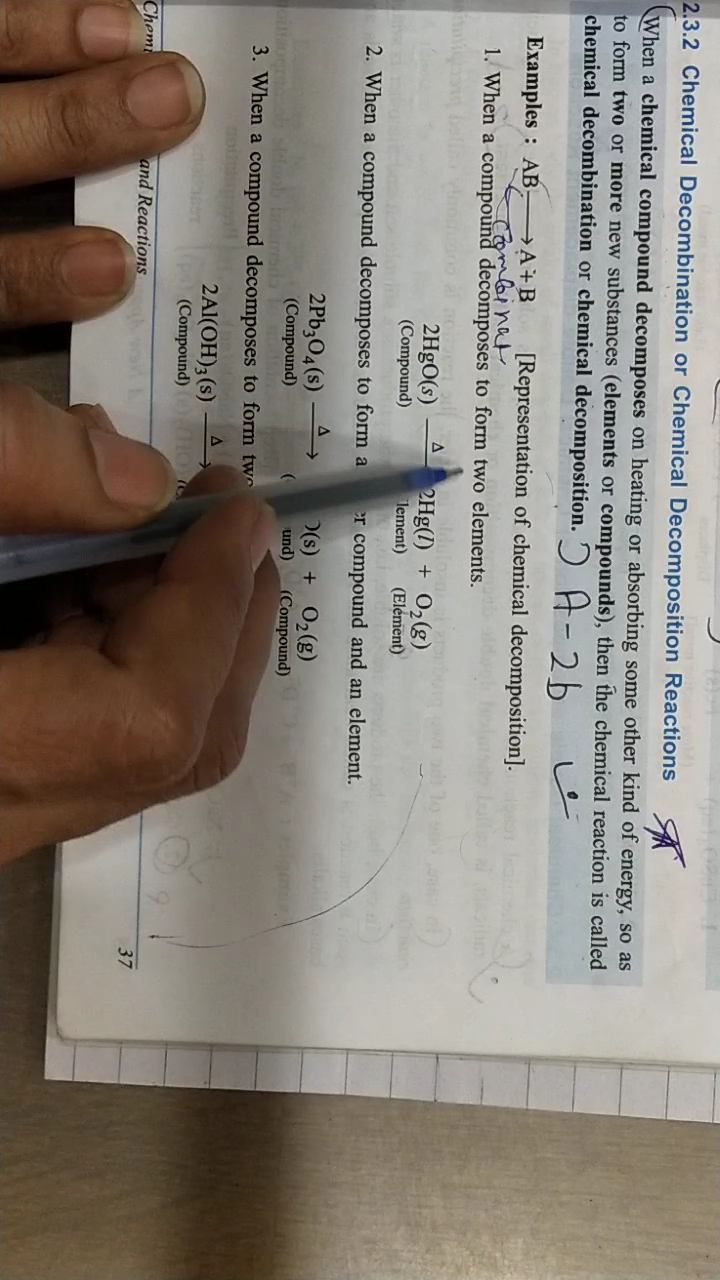 2.3.2 Chemical Decombination or Chemical Decomposition Reactions
(When a chemical compound decomposes on heating or absorbing some other kind of energy, so as
to form two or more new substances (elements or compounds), then the chemical reaction is called
chemical decombination or chemical decomposition. A-2b
Examples : AB ⟶ A + B [Representation of chemical decomposition].
1. When a compound decomposes to form two elements.
2HgO(s) —Δ 2Hg(l) + O₂(g)
(Compound) lement) (Element)
2. When a compound decomposes to form a er compound and an element.
2Pb₃O₄(s) —Δ→ (s) + O₂(g)
(Compound) und) (Compound)
3. When a compound decomposes to form two
2Al(OH)₃(s) —Δ→
(Compound)
and Reactions
37